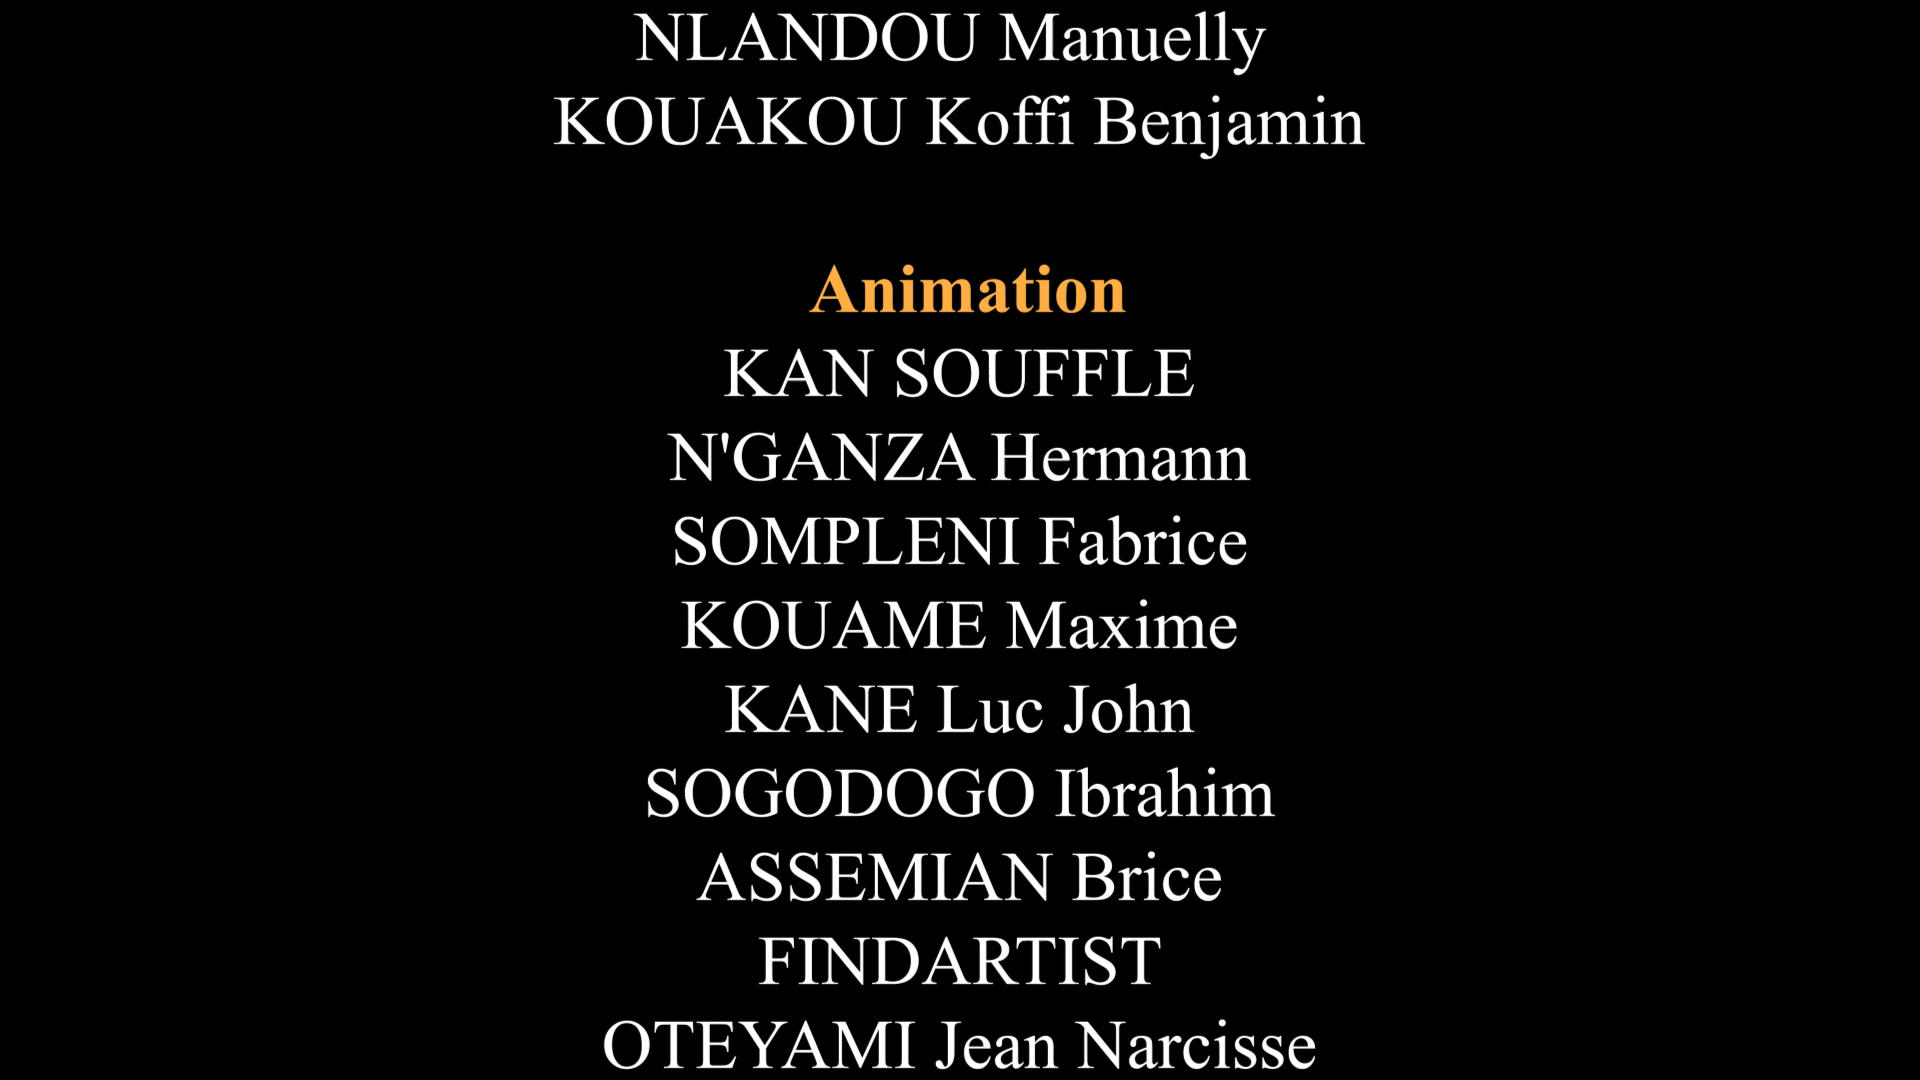 NLANDOU Manuelly
KOUAKOU Koffi Benjamin
Animation
KAN SOUFFLE
N'GANZA Hermann
SOMPLENI Fabrice
KOUAME Maxime
KANE Luc John
SOGODOGO Ibrahim
ASSEMIAN Brice
FINDARTIST
OTEYAMI Jean Narcisse